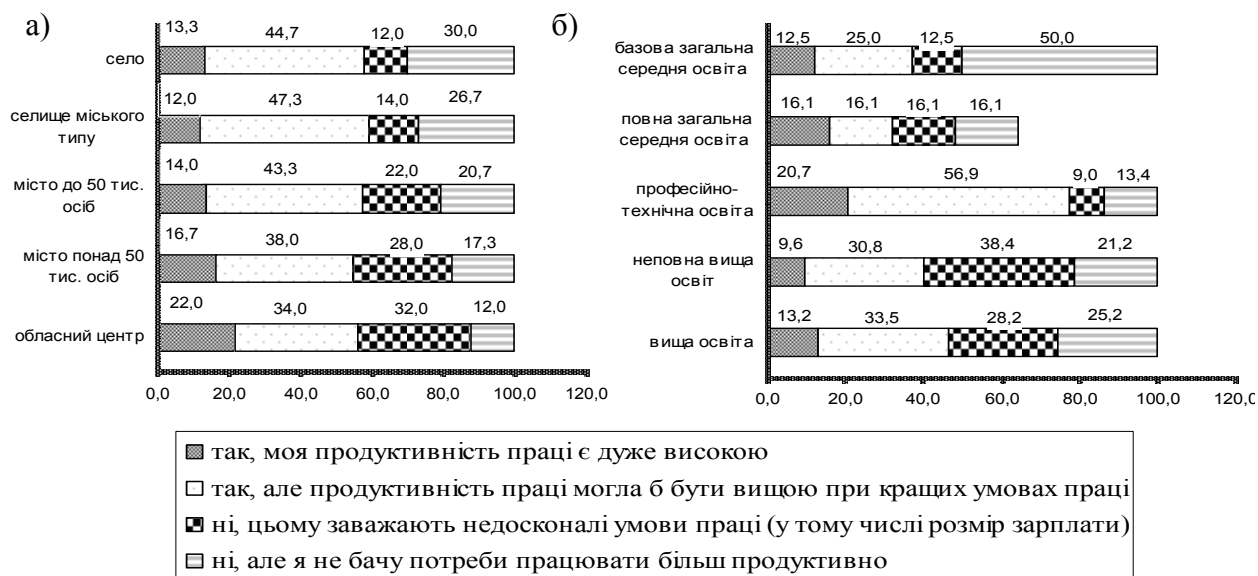 а)
13,3 44,7 12,0 30,0
село
12,0 47,3 14,0 26,7
селище міського
типу
14,0 43,3 22,0 20,7
місто до 50 тис.
осіб
16,7 38,0 28,0 17,3
місто понад 50
тис. осіб
22,0 34,0 32,0 12,0
обласний центр
0,0 20,0 40,0 60,0 80,0 100,0 120,0
б)
12,5 25,0 12,5 50,0
базова загальна
середня освіта
16,1 16,1 16,1 16,1
повна загальна
середня освіта
20,7 56,9 9,0 13,4
професійно-
технічна освіта
9,6 30,8 38,4 21,2
неповна вища
освіт
13,2 33,5 28,2 25,2
вища освіта
0,0 20,0 40,0 60,0 80,0 100,0 120,0
так, моя продуктивність праці є дуже високою
так, але продуктивність праці могла б бути вищою при кращих умовах праці
ні, цьому заважають недосконалі умови праці (у тому числі розмір зарплати)
ні, але я не бачу потреби працювати більш продуктивно